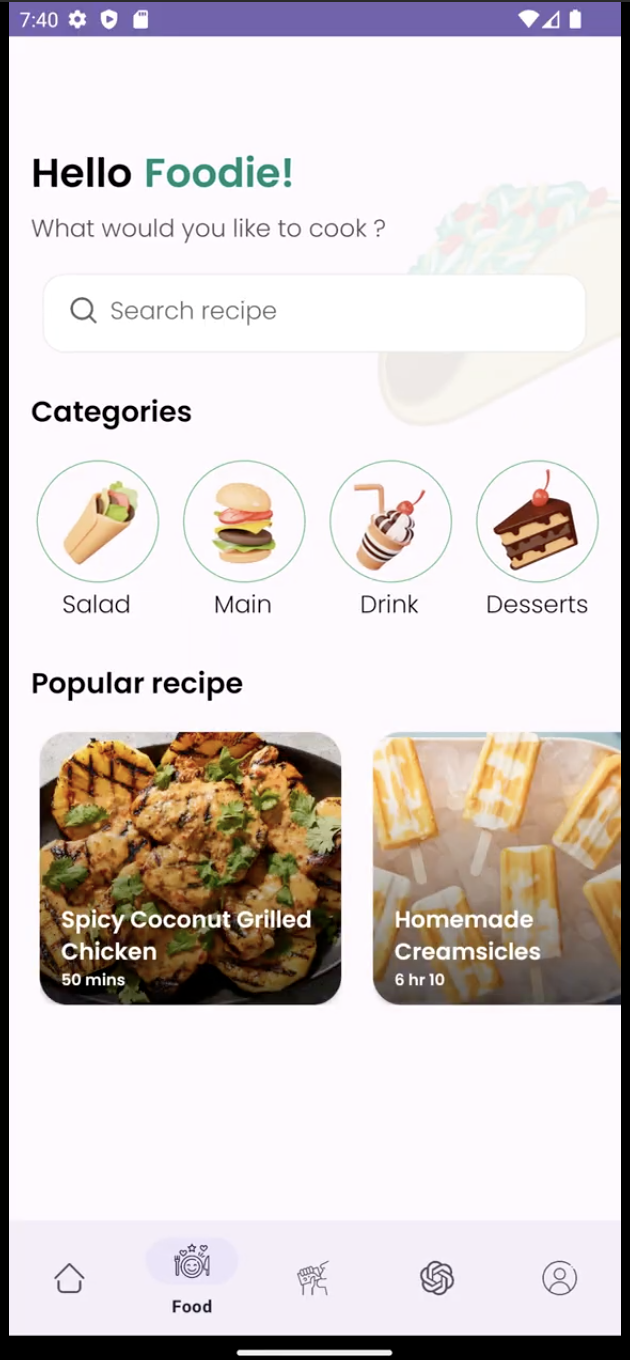 7:40
Hello Foodie!
What would you like to cook ?
Search recipe
Categories
Salad
Main
Drink
Desserts
Popular recipe
Spicy Coconut Grilled
Chicken
50 mins
Homemade
Creamsicles
6 hr 10
Food